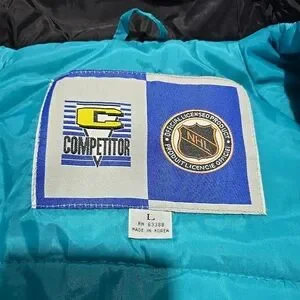 COMPETITOR
OFFICIAL LICENSED PRODUCT
NHL
PRODUIT LICENCIÉ OFFICIEL
L
RN 63388
MADE IN KOREA